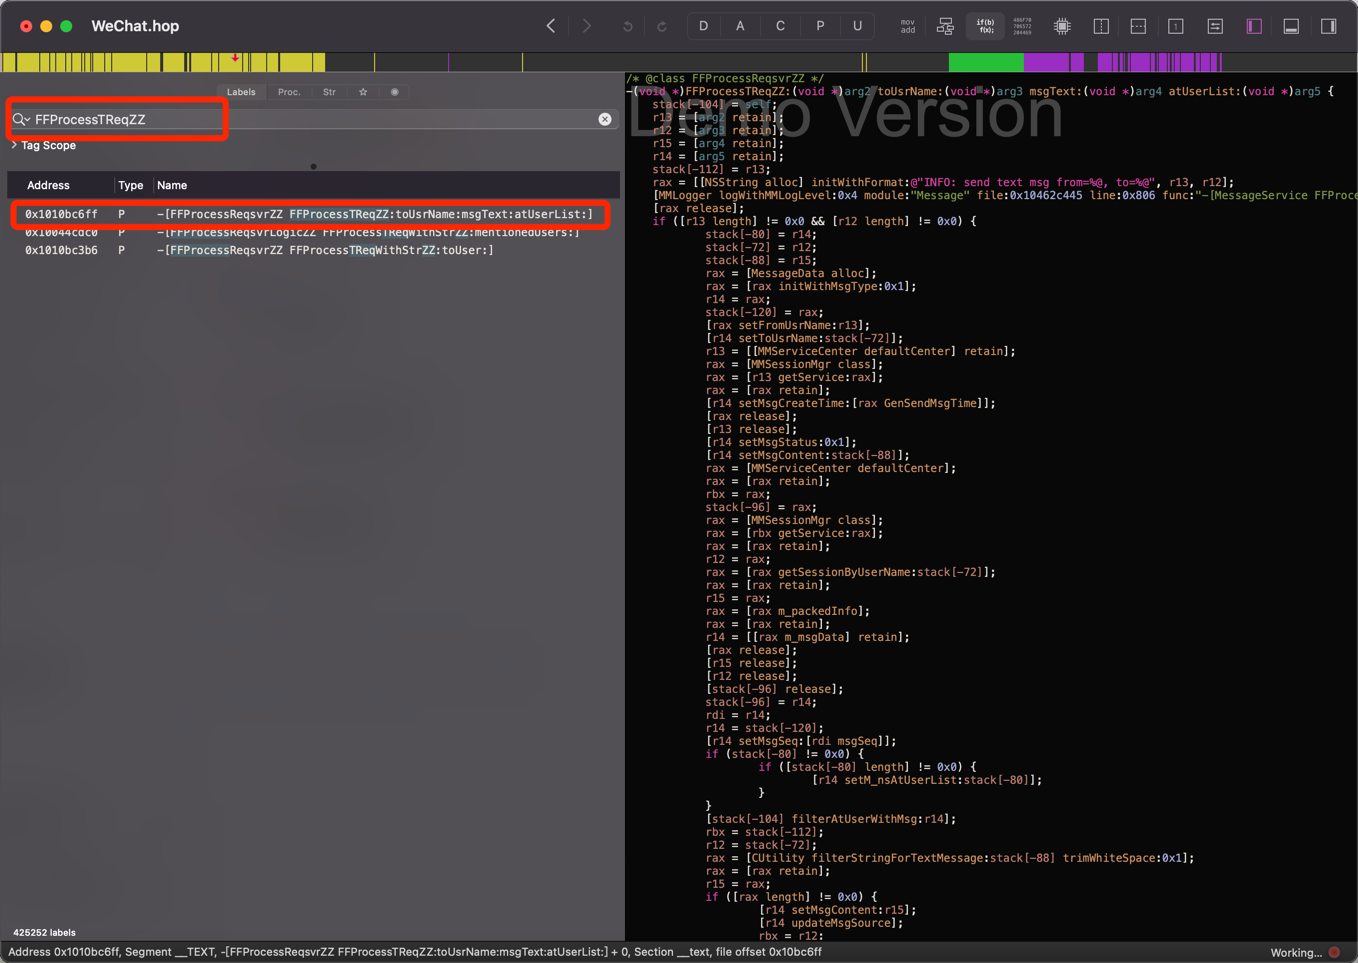 WeChat.hop
D A C P U
mov
add
if(b)
f(x);
Labels Proc. Str
FFProcessTReqZZ
Tag Scope
Address Type Name
0x1010bc6ff P -[FFProcessReqsvrZZ FFProcessTReqZZ:toUsrName:msgText:atUserList:]
0x10044cdc0 P -[FFProcessReqsvrLogicZZ FFProcessTReqWithStrZZ:mentionedUsers:]
0x1010bc3b6 P -[FFProcessReqsvrZZ FFProcessTReqWithStrZZ:toUser:]
425252 labels
Demo Version
/* @class FFProcessReqsvrZZ */
-(void *)FFProcessTReqZZ:(void *)arg2 toUsrName:(void *)arg3 msgText:(void *)arg4 atUserList:(void *)arg5 {
stack[-104] = self;
r13 = [arg2 retain];
r12 = [arg3 retain];
r15 = [arg4 retain];
r14 = [arg5 retain];
stack[-112] = r13;
rax = [[NSString alloc] initWithFormat:@"INFO: send text msg from=%@, to=%@", r13, r12];
[MMLogger logWithMMLogLevel:0x4 module:"Message" file:0x10462c445 line:0x806 func:"-[MessageService FFProce
[rax release];
if ([r13 length] != 0x0 && [r12 length] != 0x0) {
stack[-80] = r14;
stack[-72] = r12;
stack[-88] = r15;
rax = [MessageData alloc];
rax = [rax initWithMsgType:0x1];
r14 = rax;
stack[-120] = rax;
[rax setFromUsrName:r13];
[r14 setToUsrName:stack[-72]];
r13 = [[MMServiceCenter defaultCenter] retain];
rax = [MMSessionMgr class];
rax = [r13 getService:rax];
rax = [rax retain];
[r14 setMsgCreateTime:[rax GenSendMsgTime]];
[rax release];
[r13 release];
[r14 setMsgStatus:0x1];
[r14 setMsgContent:stack[-88]];
rax = [MMServiceCenter defaultCenter];
rax = [rax retain];
rbx = rax;
stack[-96] = rax;
rax = [MMSessionMgr class];
rax = [rbx getService:rax];
rax = [rax retain];
r12 = rax;
rax = [rax getSessionByUserName:stack[-72]];
rax = [rax retain];
r15 = rax;
rax = [rax m_packedInfo];
rax = [rax retain];
r14 = [[rax m_msgData] retain];
[rax release];
[r15 release];
[r12 release];
[stack[-96] release];
stack[-96] = r14;
rdi = r14;
r14 = stack[-120];
[r14 setMsgSeq:[rdi msgSeq]];
if (stack[-80] != 0x0) {
if ([stack[-80] length] != 0x0) {
[r14 setM_nsAtUserList:stack[-80]];
}
}
[stack[-104] filterAtUserWithMsg:r14];
rbx = stack[-112];
r12 = stack[-72];
rax = [CUtility filterStringForTextMessage:stack[-88] trimWhiteSpace:0x1];
rax = [rax retain];
r15 = rax;
if ([rax length] != 0x0) {
[r14 setMsgContent:r15];
[r14 updateMsgSource];
rbx = r12;
Address 0x1010bc6ff, Segment __TEXT, -[FFProcessReqsvrZZ FFProcessTReqZZ:toUsrName:msgText:atUserList:] + 0, Section __text, file offset 0x10bc6ff
Working...